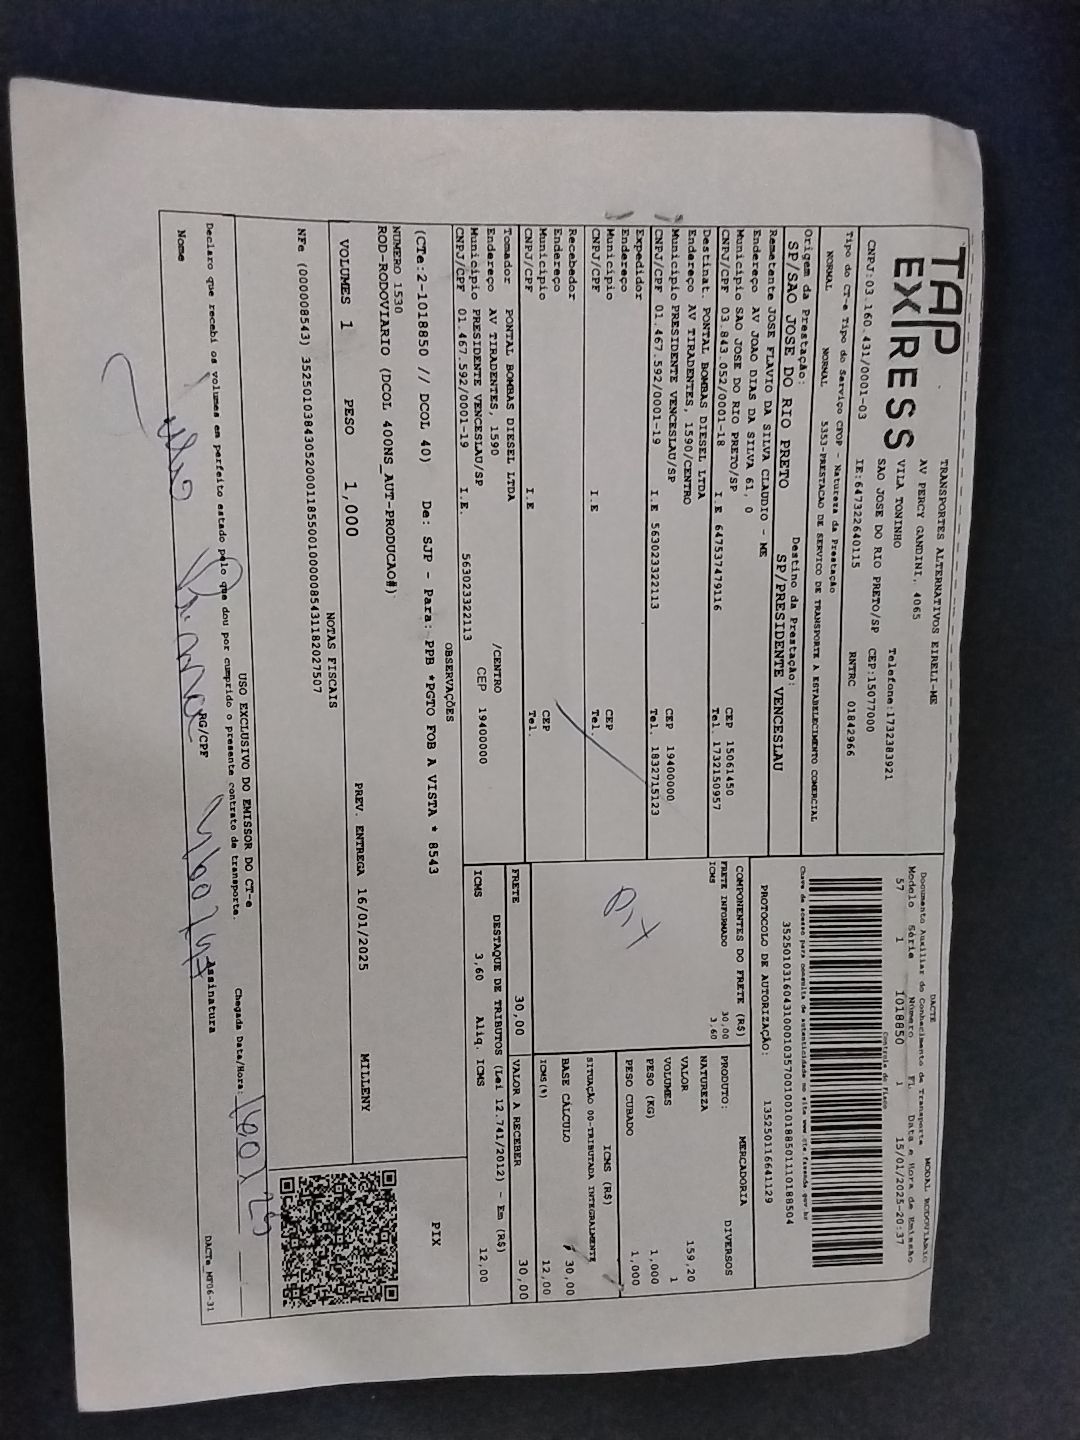 TAP
EXPRESS
TRANSPORTES ALTERNATIVOS EIRELI-ME
AV PERCY GANDINI, 4065
VILA TONINHO
SAO JOSE DO RIO PRETO/SP
Telefone:1732383921
CEP:15077000
CNPJ:03.160.431/0001-03 IE:647322640115 RNTRC 01842966
Tipo do CT-e Tipo do Serviço CFOP - Natureza da Prestação
NORMAL NORMAL 5353-PRESTACAO DE SERVICO DE TRANSPORTE A ESTABELECIMENTO COMERCIAL
Origem da Prestação: Destino da Prestação:
SP/SAO JOSE DO RIO PRETO SP/PRESIDENTE VENCESLAU
Remetente JOSE FLAVIO DA SILVA CLAUDIO - ME
Endereço AV JOAO DIAS DA SILVA 61, 0
Município SAO JOSE DO RIO PRETO/SP CEP 15061450
CNPJ/CPF 03.843.052/0001-18 I.E 647537479116 Tel. 1732150957
Destinat. PONTAL BOMBAS DIESEL LTDA
Endereço AV TIRADENTES, 1590/CENTRO
Município PRESIDENTE VENCESLAU/SP CEP 19400000
CNPJ/CPF 01.467.592/0001-19 I.E 563023322113 Tel. 1832715123
Expedidor
Endereço
Município CEP
CNPJ/CPF I.E Tel.
Recebedor
Endereço
Município CEP
CNPJ/CPF I.E Tel.
Tomador PONTAL BOMBAS DIESEL LTDA
Endereço AV TIRADENTES, 1590 /CENTRO
Município PRESIDENTE VENCESLAU/SP CEP 19400000
CNPJ/CPF 01.467.592/0001-19 I.E. 563023322113
DACTE MODAL RODOVIARIO
Documento Auxiliar do Conhecimento de Transporte
Modelo Série Número FL Data e Hora de Emissão
57 1 1018850 1 15/01/2025-20:37
Controle do Fisco
Chave de acesso para consulta de autenticidade no site www.cte.fazenda.gov.br
PROTOCOLO DE AUTORIZAÇÃO: 135250116641129
COMPONENTES DO FRETE (R$)
FRETE INFORMADO 30,00
ICMS 3,60
PIX
MERCADORIA
PRODUTO: DIVERSOS
NATUREZA
VALOR 159,20
VOLUMES 1
PESO (KG) 1,000
PESO CUBADO 1,000
ICMS (R$)
SITUAÇÃO 00-TRIBUTADA INTEGRALMENTE
BASE CÁLCULO 30,00
ICMS(%) 12,00
FRETE 30,00 VALOR A RECEBER 30,00
DESTAQUE DE TRIBUTOS (Lei 12.741/2012) - Em (R$)
ICMS 3,60 Aliq. ICMS 12,00
OBSERVAÇÕES
(CTe:2-1018850 // DCOL 40) De: SJP - Para: PPB *PGTO FOB A VISTA * 8543
PIX
NUMERO 1530
ROD-RODOVIARIO (DCOL 400NS_AUT-PRODUCAO#)
VOLUMES 1 PESO 1,000 PREV. ENTREGA 16/01/2025 MILLENY
NOTAS FISCAIS
NFe (000008543) 35250103843052000118550010000085431182027507
USO EXCLUSIVO DO EMISSOR DO CT-e
Declaro que recebi os volumes em perfeito estado pelo que dou por cumprido o presente contrato de transporte.
Chegada Data/Hora:
Nome RG/CPF Assinatura
DACTe_MF06-31